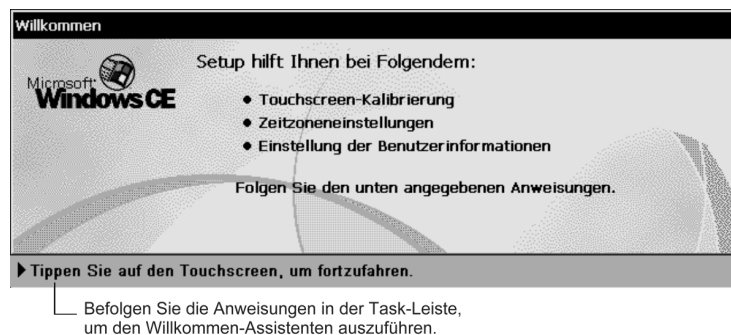 Willkommen
Microsoft
Windows CE
Setup hilft Ihnen bei Folgendem:
• Touchscreen-Kalibrierung
• Zeitzoneneinstellungen
• Einstellung der Benutzerinformationen
Folgen Sie den unten angegebenen Anweisungen.
Tippen Sie auf den Touchscreen, um fortzufahren.
Befolgen Sie die Anweisungen in der Task-Leiste,
um den Willkommen-Assistenten auszuführen.